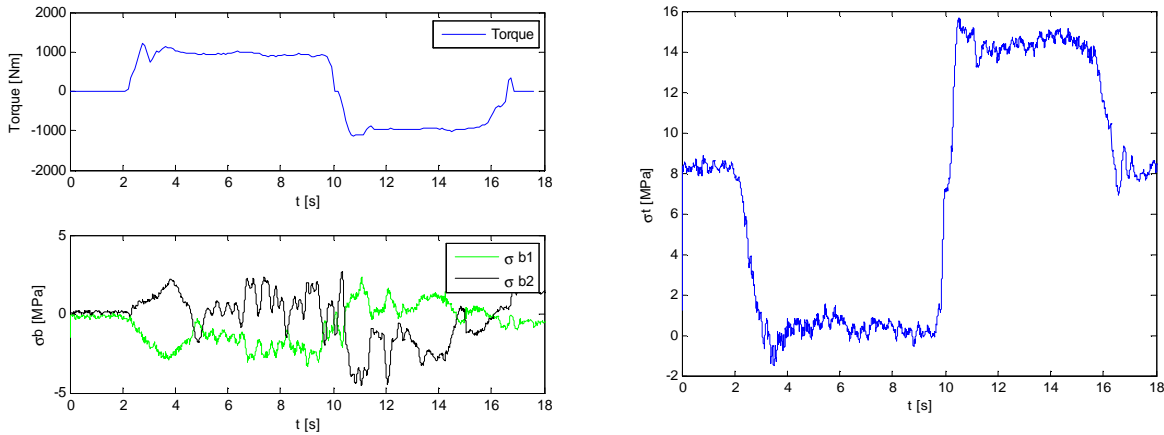 2000
1000
0
-1000
-2000
Torque [Nm]
Torque
0 2 4 6 8 10 12 14 16 18
t [s]
5
0
-5
σb [MPa]
σ b1
σ b2
0 2 4 6 8 10 12 14 16 18
t [s]
16
14
12
10
8
6
4
2
0
-2
σt [MPa]
0 2 4 6 8 10 12 14 16 18
t [s]